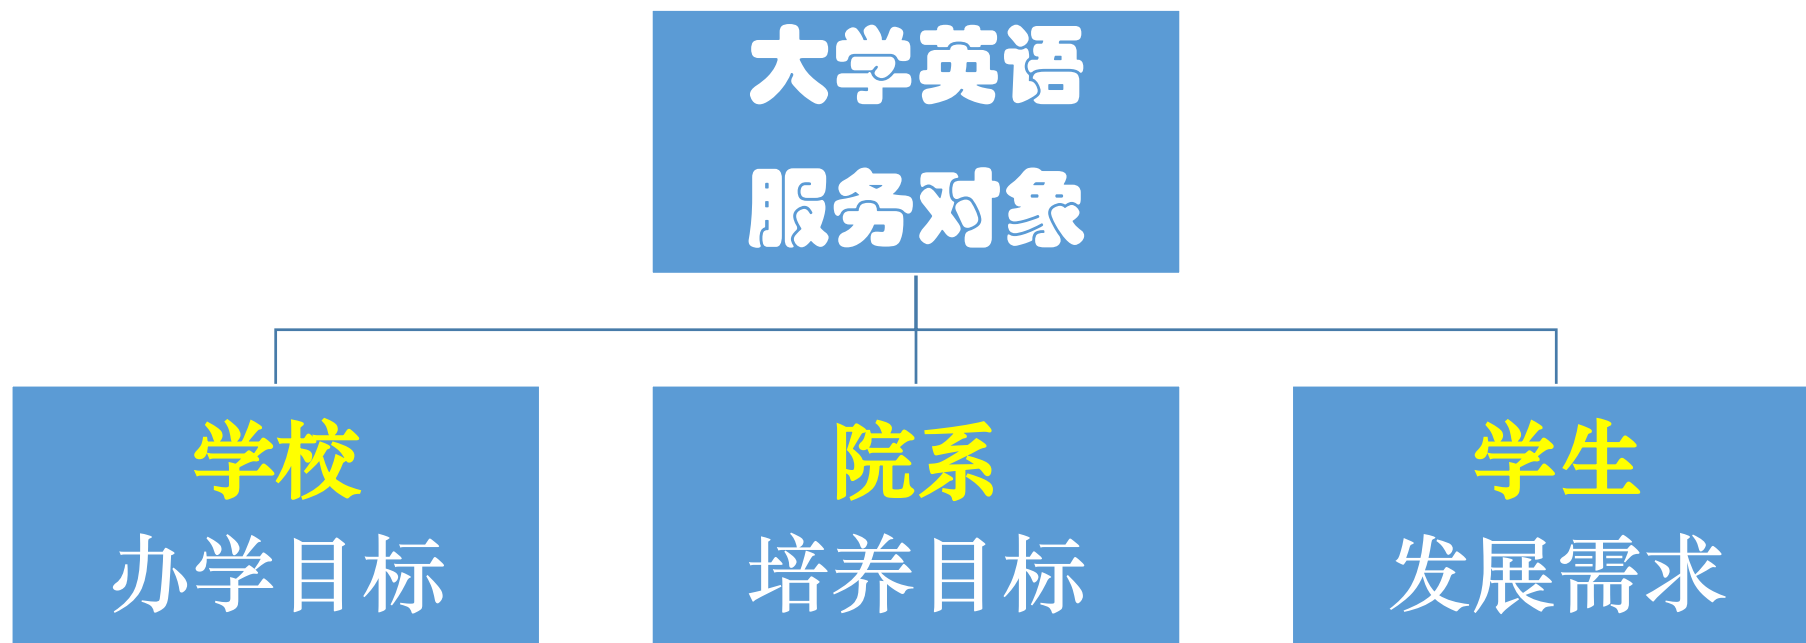 大学英语
服务对象
学校
办学目标
院系
培养目标
学生
发展需求